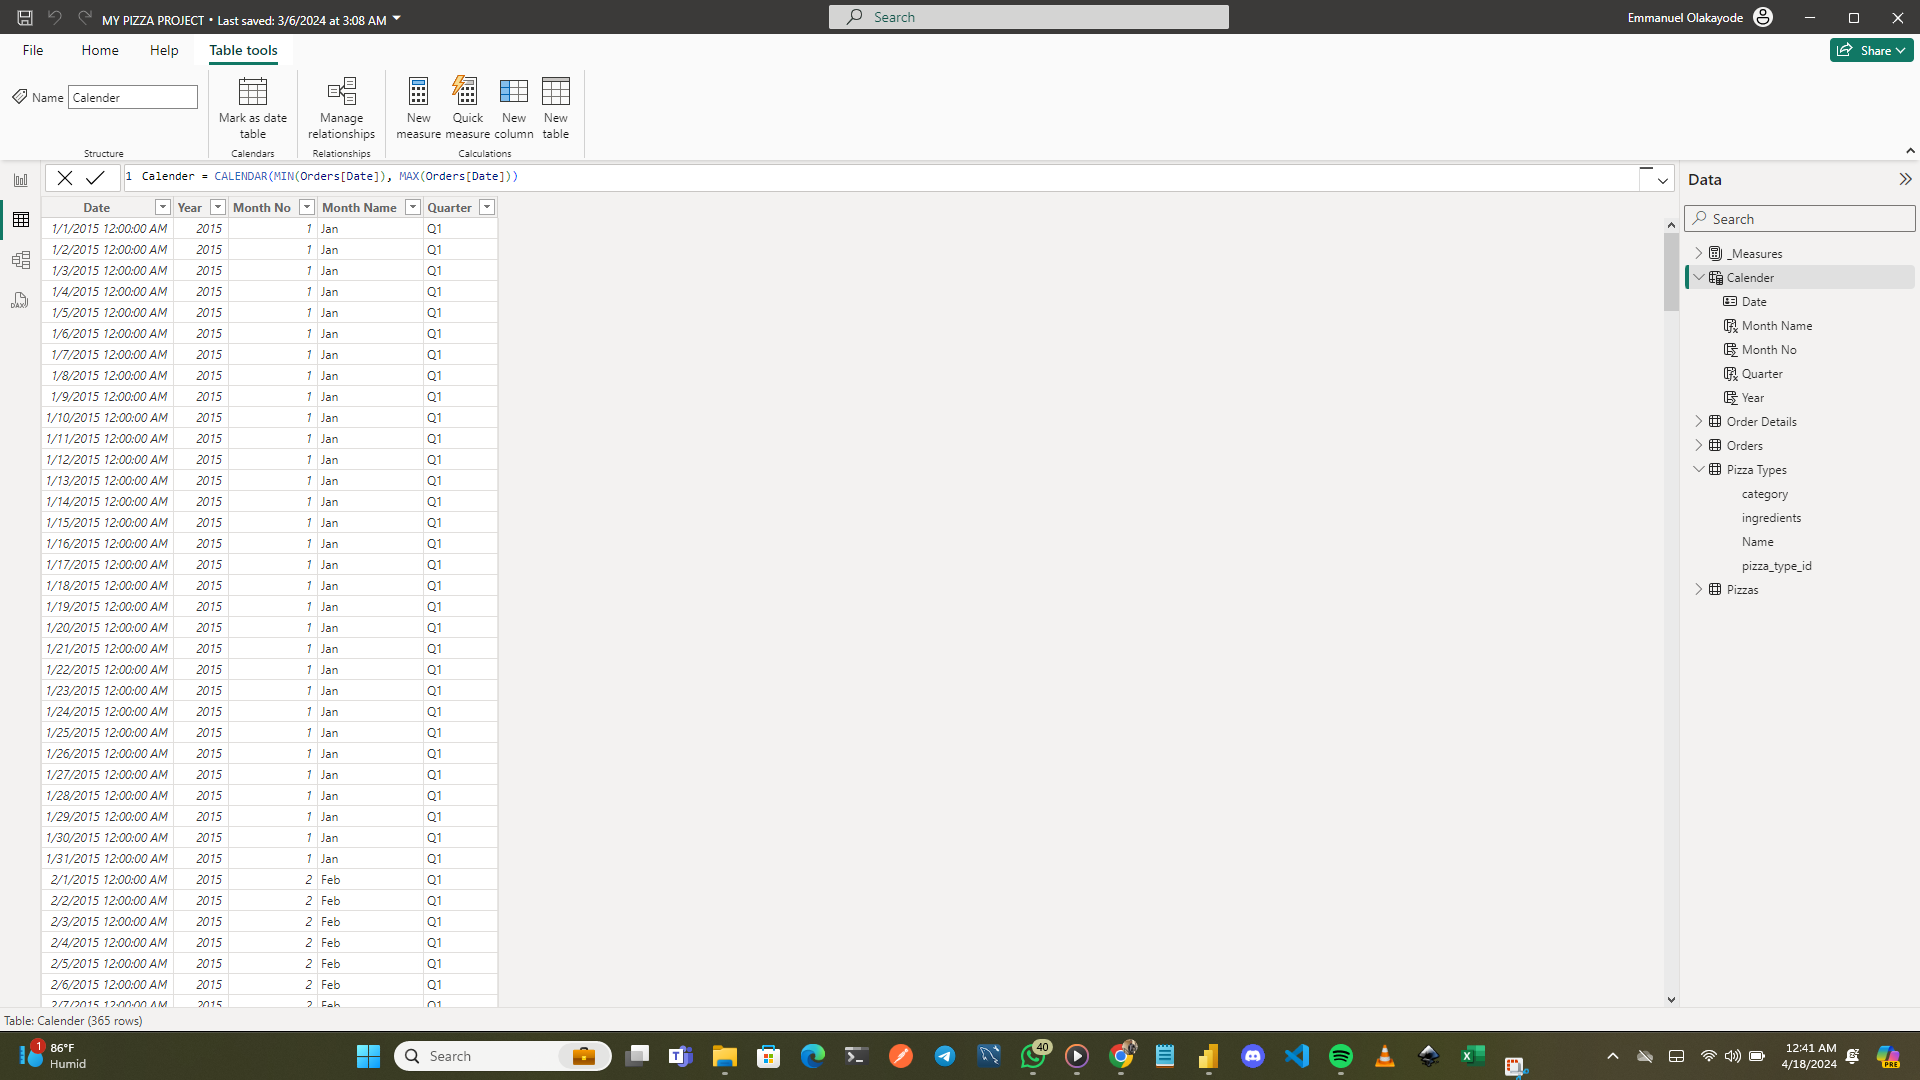 MY PIZZA PROJECT • Last saved: 3/6/2024 at 3:08 AM
Search
Emmanuel Olakayode
File Home Help Table tools
Share
Name Calender
Mark as date table
Manage relationships
New measure
Quick measure
New column
New table
Structure
Calendars
Relationships
Calculations
1 Calender = CALENDAR(MIN(Orders[Date]), MAX(Orders[Date]))
Date Year Month No Month Name Quarter
1/1/2015 12:00:00 AM 2015 1 Jan Q1
1/2/2015 12:00:00 AM 2015 1 Jan Q1
1/3/2015 12:00:00 AM 2015 1 Jan Q1
1/4/2015 12:00:00 AM 2015 1 Jan Q1
1/5/2015 12:00:00 AM 2015 1 Jan Q1
1/6/2015 12:00:00 AM 2015 1 Jan Q1
1/7/2015 12:00:00 AM 2015 1 Jan Q1
1/8/2015 12:00:00 AM 2015 1 Jan Q1
1/9/2015 12:00:00 AM 2015 1 Jan Q1
1/10/2015 12:00:00 AM 2015 1 Jan Q1
1/11/2015 12:00:00 AM 2015 1 Jan Q1
1/12/2015 12:00:00 AM 2015 1 Jan Q1
1/13/2015 12:00:00 AM 2015 1 Jan Q1
1/14/2015 12:00:00 AM 2015 1 Jan Q1
1/15/2015 12:00:00 AM 2015 1 Jan Q1
1/16/2015 12:00:00 AM 2015 1 Jan Q1
1/17/2015 12:00:00 AM 2015 1 Jan Q1
1/18/2015 12:00:00 AM 2015 1 Jan Q1
1/19/2015 12:00:00 AM 2015 1 Jan Q1
1/20/2015 12:00:00 AM 2015 1 Jan Q1
1/21/2015 12:00:00 AM 2015 1 Jan Q1
1/22/2015 12:00:00 AM 2015 1 Jan Q1
1/23/2015 12:00:00 AM 2015 1 Jan Q1
1/24/2015 12:00:00 AM 2015 1 Jan Q1
1/25/2015 12:00:00 AM 2015 1 Jan Q1
1/26/2015 12:00:00 AM 2015 1 Jan Q1
1/27/2015 12:00:00 AM 2015 1 Jan Q1
1/28/2015 12:00:00 AM 2015 1 Jan Q1
1/29/2015 12:00:00 AM 2015 1 Jan Q1
1/30/2015 12:00:00 AM 2015 1 Jan Q1
1/31/2015 12:00:00 AM 2015 1 Jan Q1
2/1/2015 12:00:00 AM 2015 2 Feb Q1
2/2/2015 12:00:00 AM 2015 2 Feb Q1
2/3/2015 12:00:00 AM 2015 2 Feb Q1
2/4/2015 12:00:00 AM 2015 2 Feb Q1
2/5/2015 12:00:00 AM 2015 2 Feb Q1
2/6/2015 12:00:00 AM 2015 2 Feb Q1
2/7/2015 12:00:00 AM 2015 2 Feb Q1
Data
Search
_Measures
Calender
Date
Month Name
Month No
Quarter
Year
Order Details
Orders
Pizza Types
category
ingredients
Name
pizza_type_id
Pizzas
DAX
Table: Calender (365 rows)
1
86°F
Humid
Search
40
12:41 AM
4/18/2024
PRE